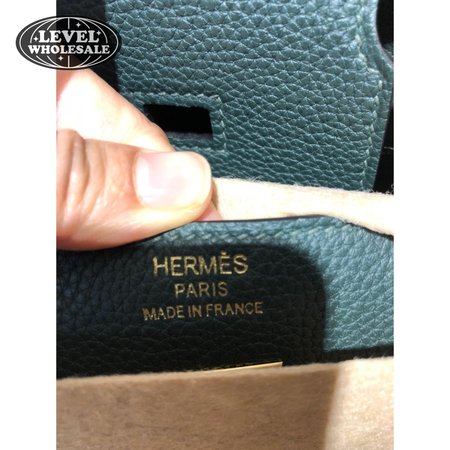 LEVEL
WHOLESALE
HERMÈS
PARIS
MADE IN FRANCE